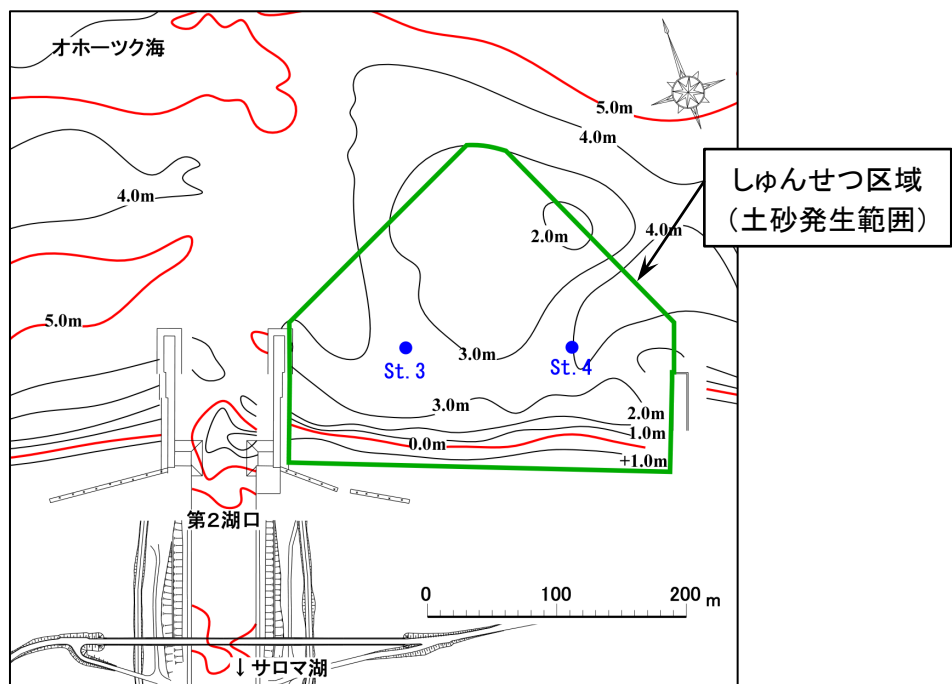 オホーツク海
5.0m
4.0m
しゅんせつ区域
（土砂発生範囲）
4.0m
2.0m
4.0m
5.0m
3.0m
St.3
St.4
3.0m
2.0m
1.0m
0.0m
+1.0m
第2湖口
0
100
200
m
↓サロマ湖